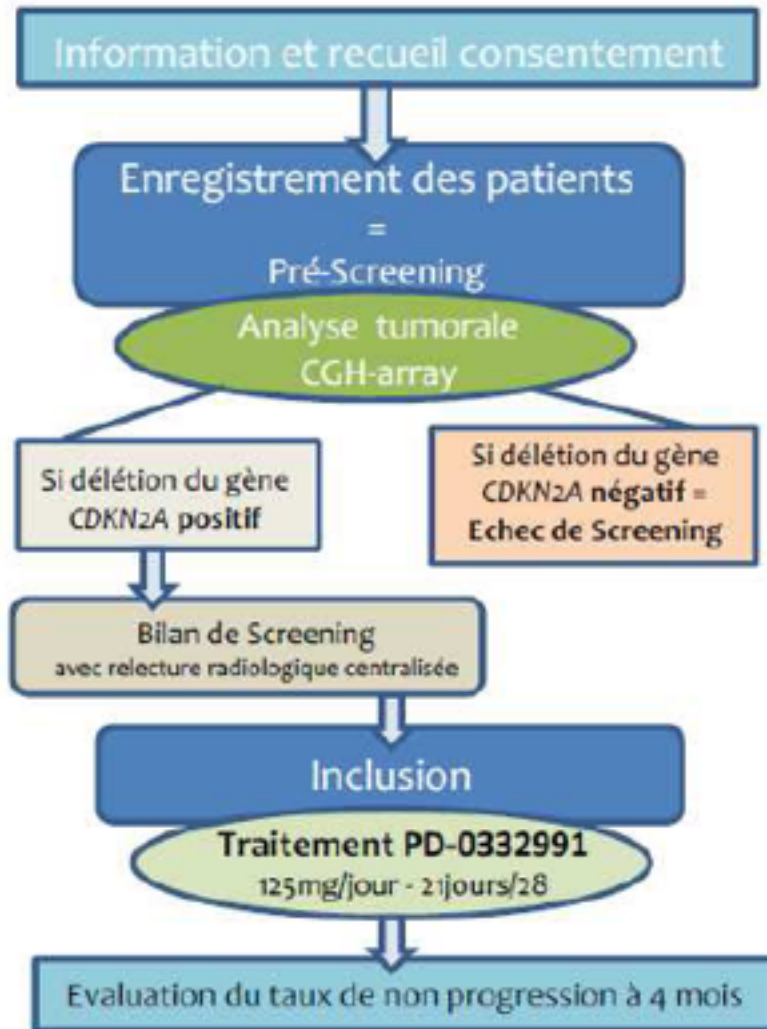 Information et recueil consentement
Enregistrement des patients
=
Pré-Screening
Analyse tumorale
CGH-array
Si délétion du gène
CDKN2A positif
Si délétion du gène
CDKN2A négatif =
Echec de Screening
Bilan de Screening
avec relecture radiologique centralisée
Inclusion
Traitement PD-0332991
125mg/jour - 21jours/28
Evaluation du taux de non progression à 4 mois